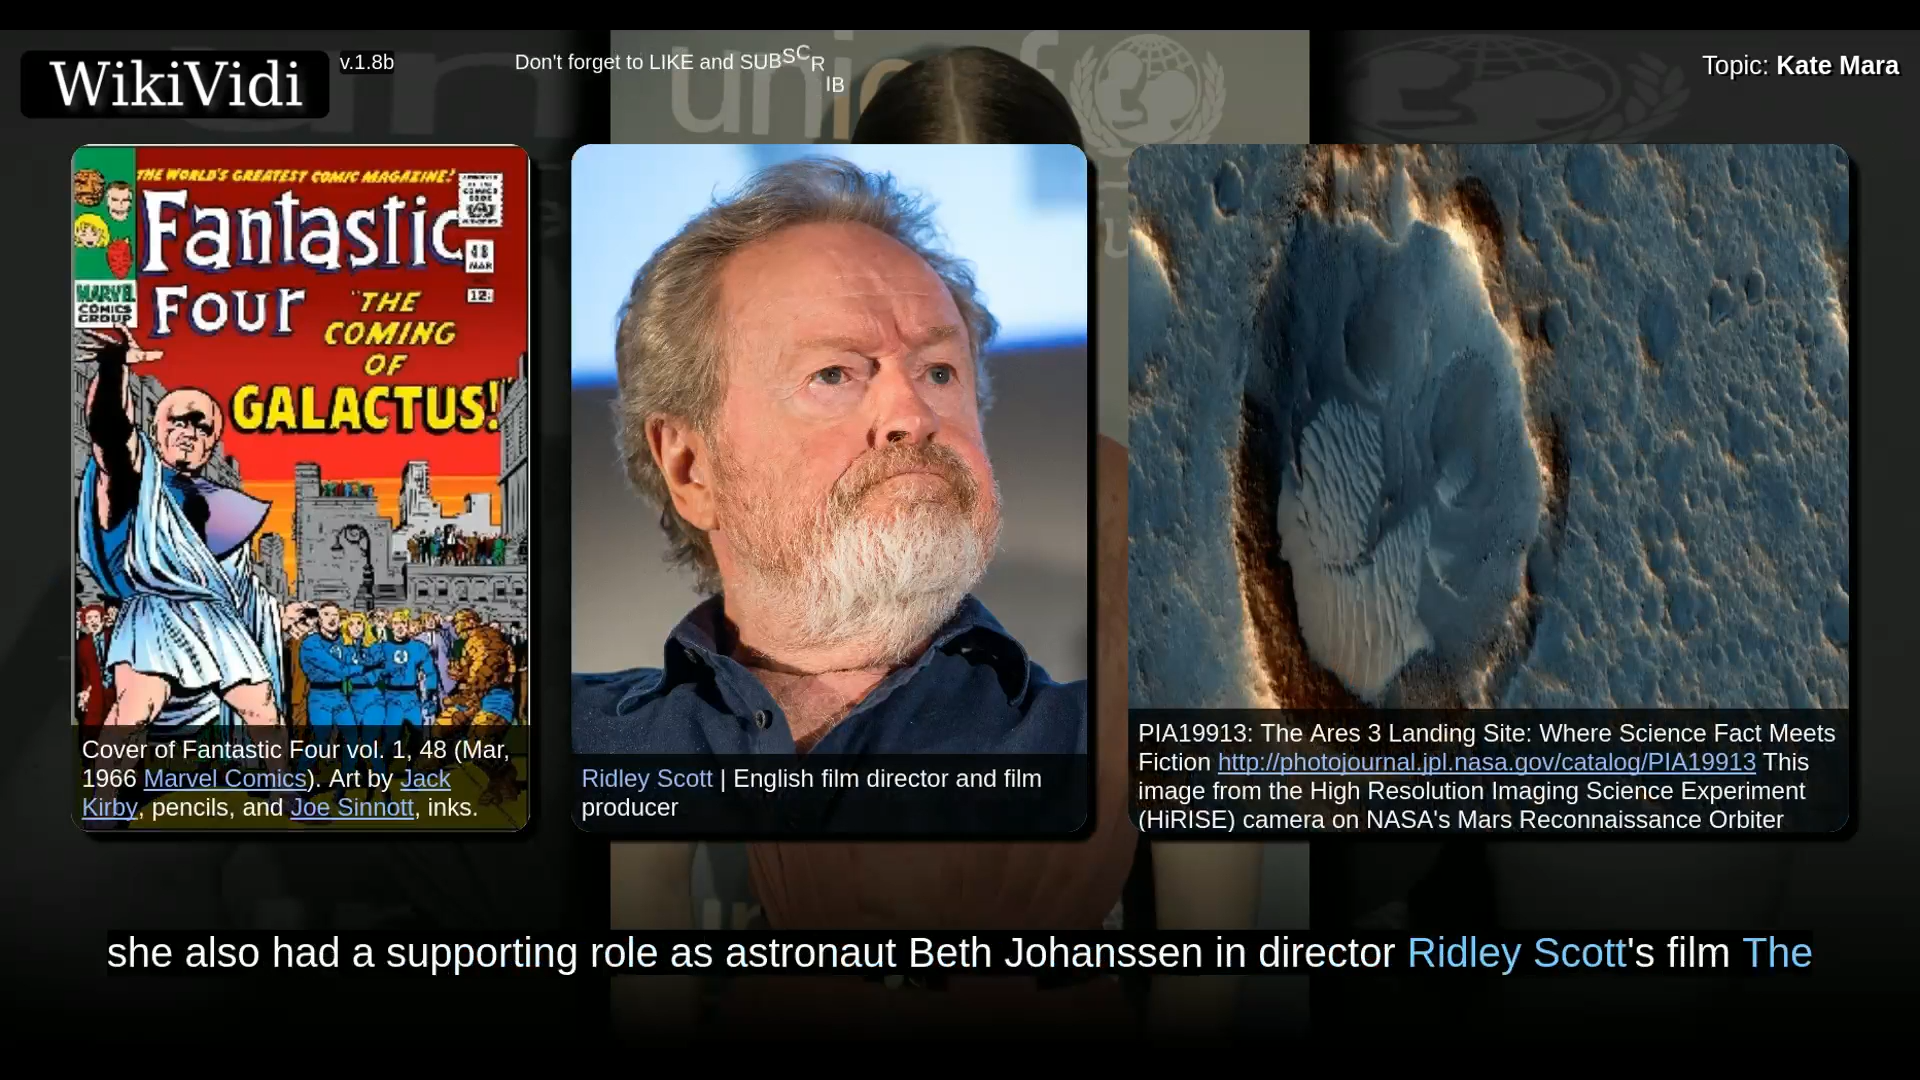 WikiVidi
v.1.8b
Don't forget to LIKE and SUBSCRIB
Topic: Kate Mara
unicef
THE WORLD'S GREATEST COMIC MAGAZINE!
Fantastic
Four
48
MAR
12¢
MARVEL
COMICS
GROUP
"THE
COMING
OF
GALACTUS!"
Cover of Fantastic Four vol. 1, 48 (Mar,
1966 Marvel Comics). Art by Jack
Kirby, pencils, and Joe Sinnott, inks.
Ridley Scott | English film director and film
producer
PIA19913: The Ares 3 Landing Site: Where Science Fact Meets
Fiction http://photojournal.jpl.nasa.gov/catalog/PIA19913 This
image from the High Resolution Imaging Science Experiment
(HiRISE) camera on NASA's Mars Reconnaissance Orbiter
she also had a supporting role as astronaut Beth Johanssen in director Ridley Scott's film The